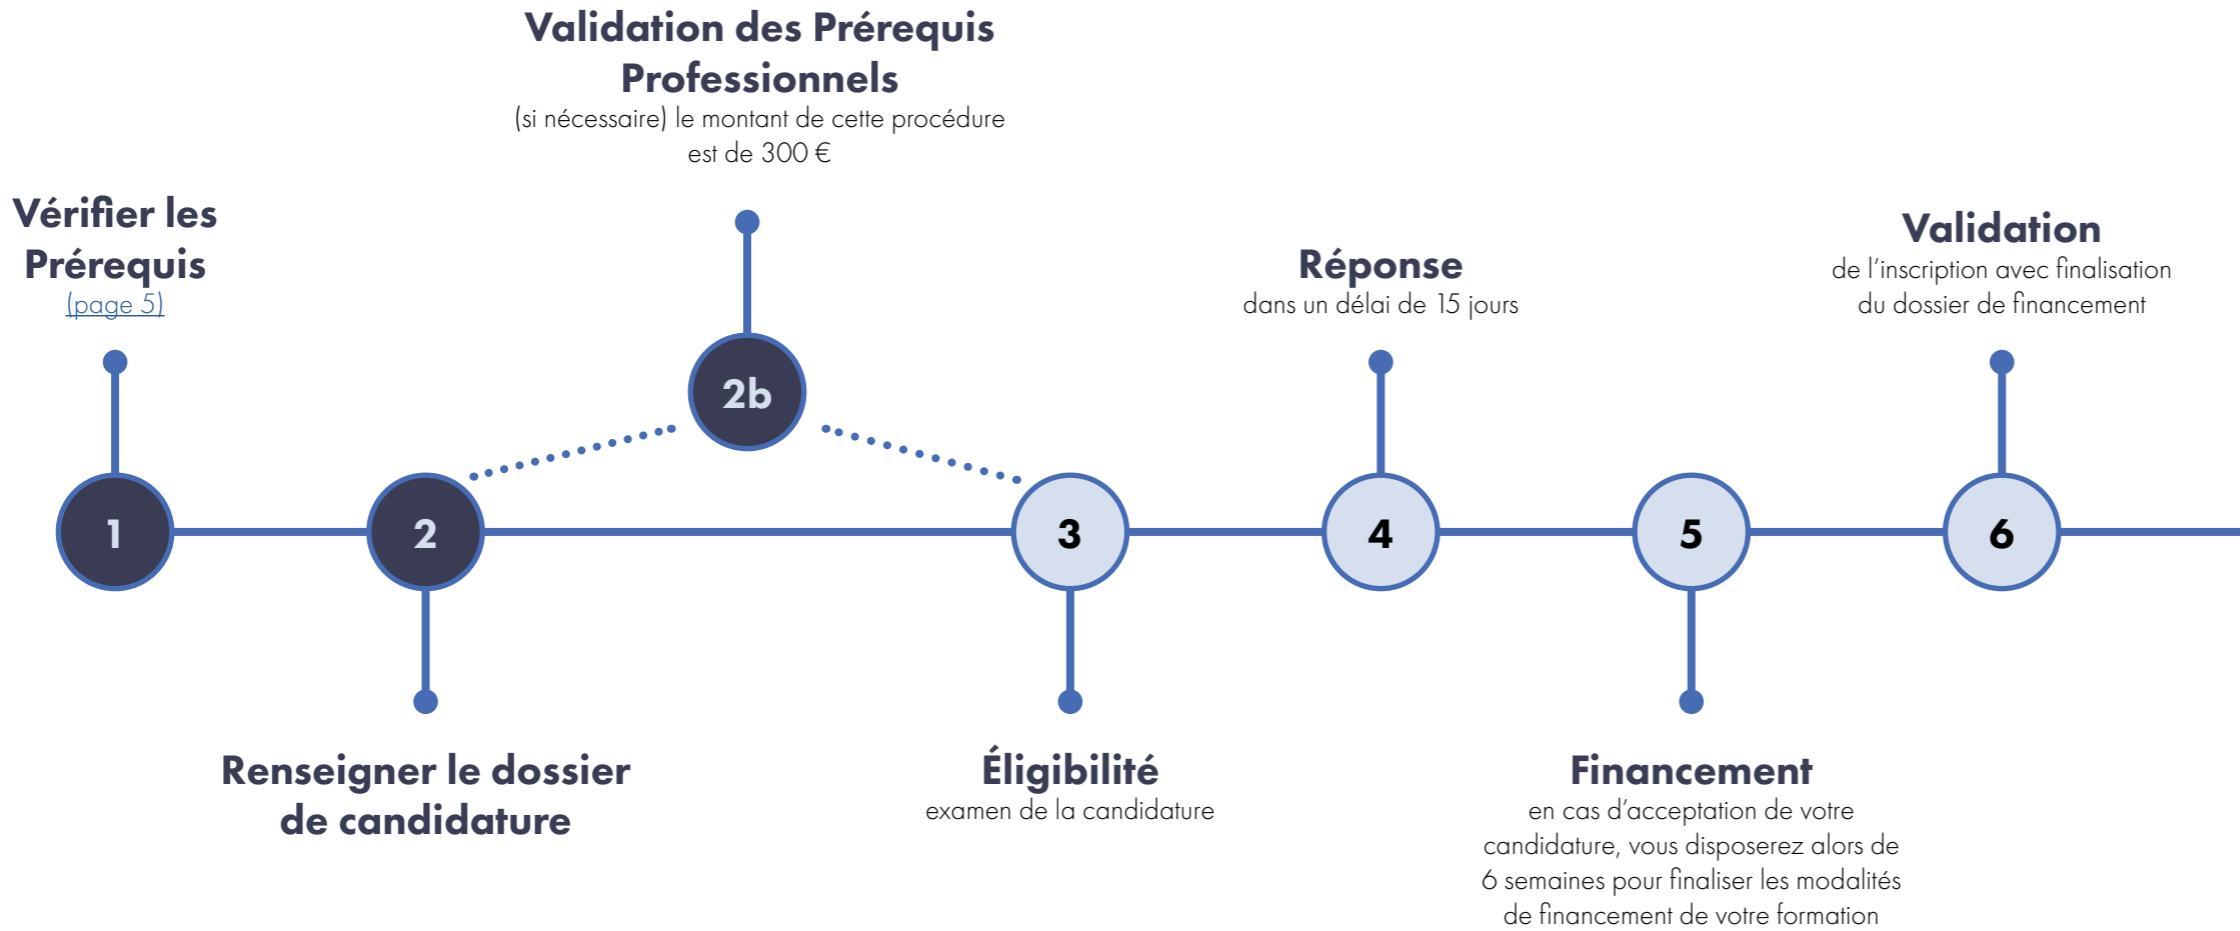 Vérifier les
Prérequis
(page 5)
1
2
Renseigner le dossier
de candidature
Validation des Prérequis
Professionnels
(si nécessaire) le montant de cette procédure
est de 300 €
2b
3
Éligibilité
examen de la candidature
Réponse
dans un délai de 15 jours
4
5
Financement
en cas d’acceptation de votre
candidature, vous disposerez alors de
6 semaines pour finaliser les modalités
de financement de votre formation
Validation
de l’inscription avec finalisation
du dossier de financement
6